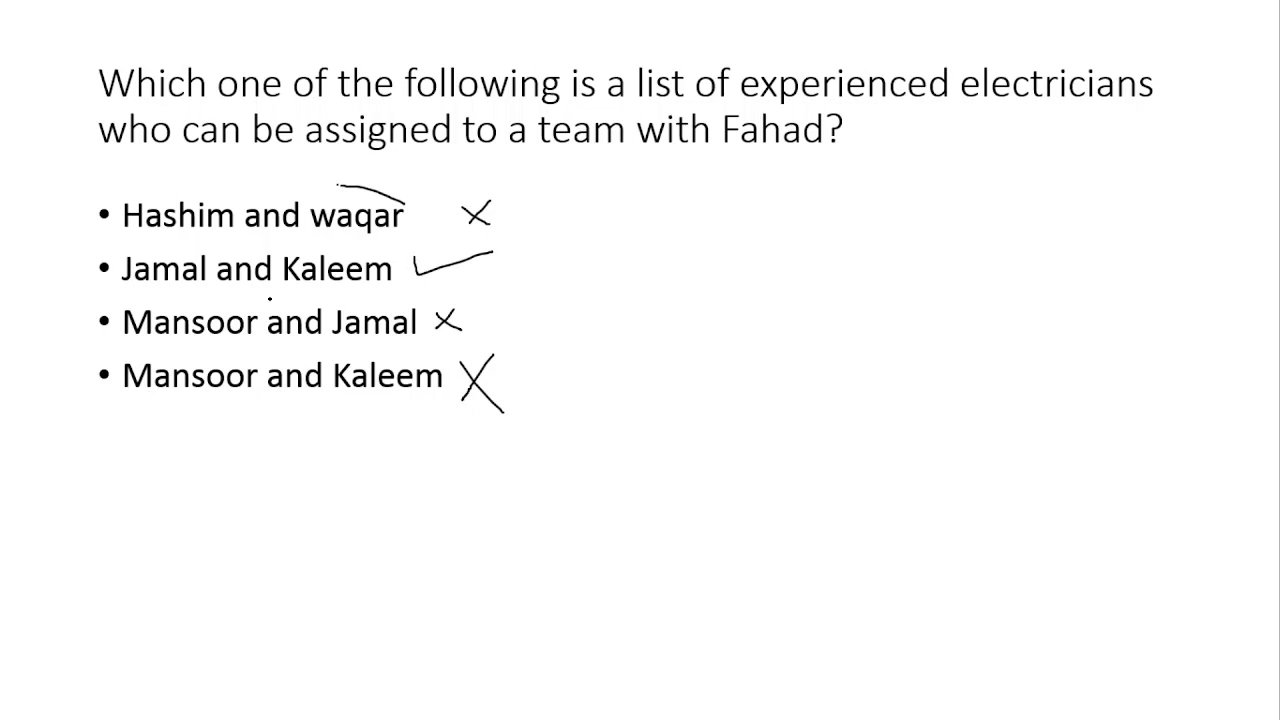 Which one of the following is a list of experienced electricians
who can be assigned to a team with Fahad?
• Hashim and waqar
• Jamal and Kaleem
• Mansoor and Jamal
• Mansoor and Kaleem